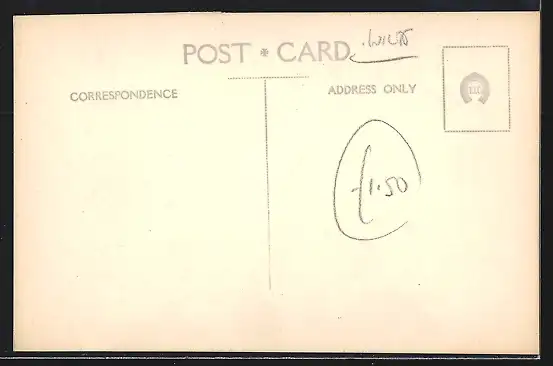 POST * CARD
WILTS
CORRESPONDENCE
ADDRESS ONLY
£1.50